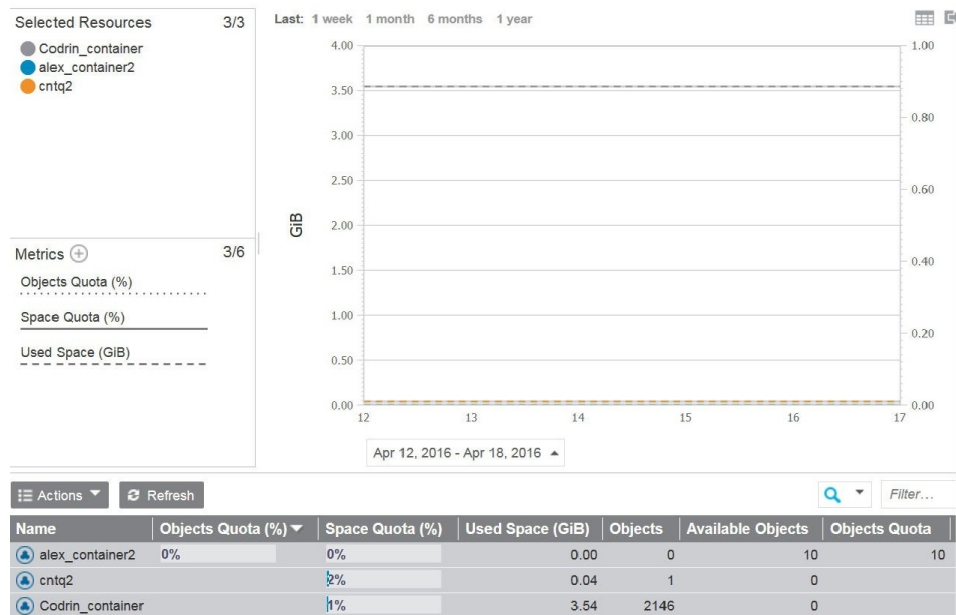 Selected Resources 3/3
Codrin_container
alex_container2
cntq2
Metrics 3/6
Objects Quota (%)
Space Quota (%)
Used Space (GiB)
Last: 1 week 1 month 6 months 1 year
GiB
4.00
3.50
3.00
2.50
2.00
1.50
1.00
0.50
0.00
1.00
0.80
0.60
0.40
0.20
0.00
12 13 14 15 16 17
Apr 12, 2016 - Apr 18, 2016
Actions Refresh Filter...
Name Objects Quota (%) Space Quota (%) Used Space (GiB) Objects Available Objects Objects Quota
alex_container2 0% 0% 0.00 0 10 10
cntq2 2% 0.04 1 0
Codrin_container 1% 3.54 2146 0